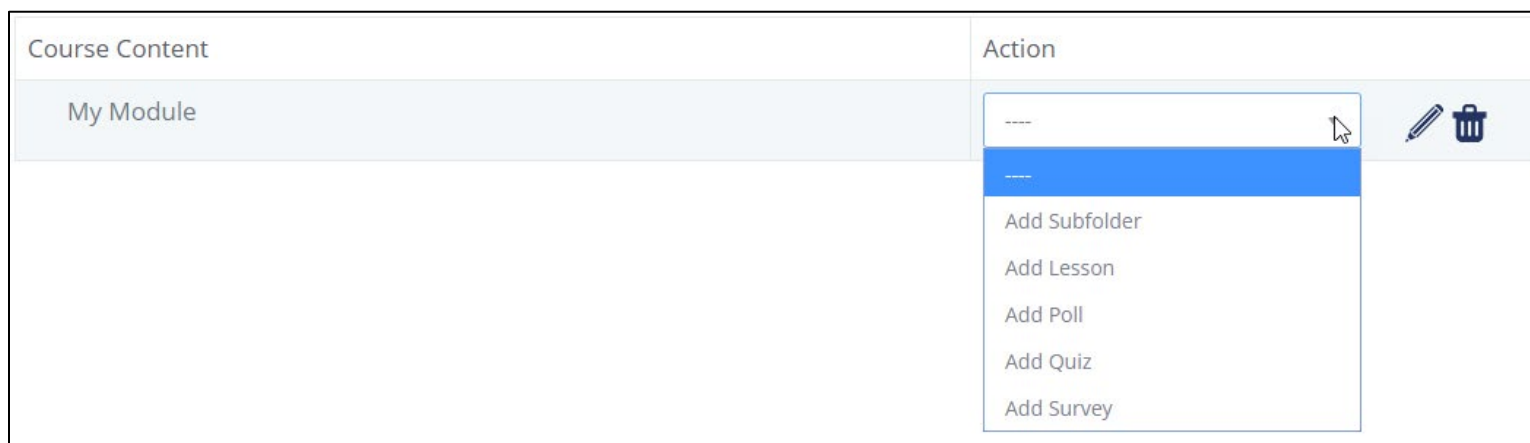 Course Content
Action
My Module
----
----
Add Subfolder
Add Lesson
Add Poll
Add Quiz
Add Survey